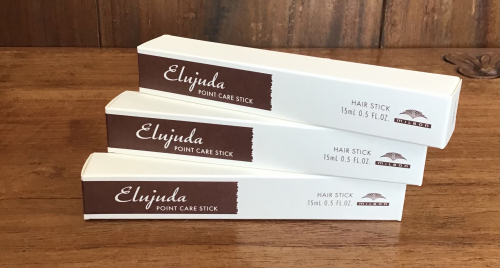 Elujuda
POINT CARE STICK
HAIR STICK
15mL 0.5 FL.OZ.
milbon
Elujuda
POINT CARE STICK
HAIR STICK
15mL 0.5 FL.OZ.
milbon
Elujuda
POINT CARE STICK
HAIR STICK
15mL 0.5 FL.OZ.
milbon